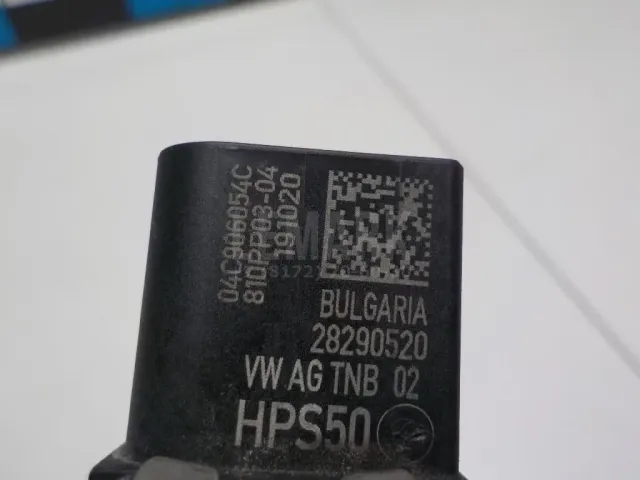 04C906054C
810PP03-04
191020
BULGARIA
28290520
VW AG TNB 02
HPS50